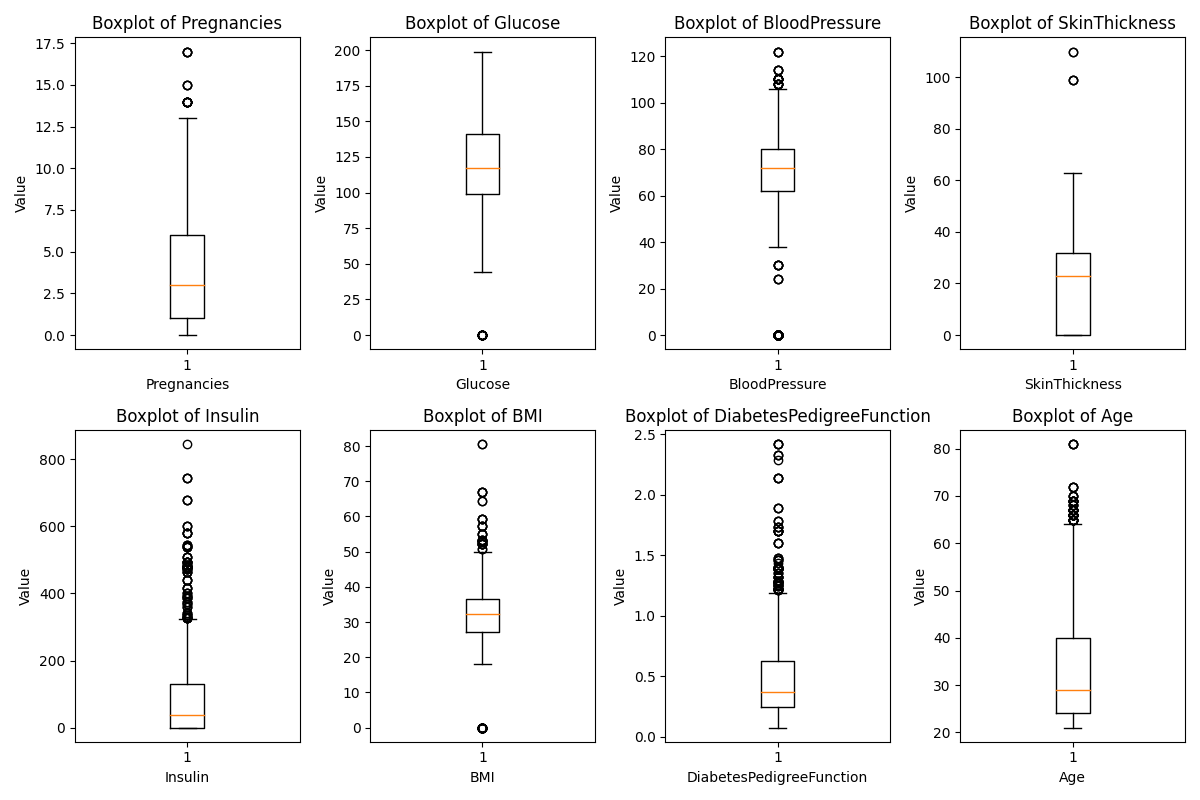 Boxplot of Pregnancies
17.5
15.0
12.5
10.0
7.5
5.0
2.5
0.0
Value
1
Pregnancies
Boxplot of Glucose
200
175
150
125
100
75
50
25
0
Value
1
Glucose
Boxplot of BloodPressure
120
100
80
60
40
20
0
Value
1
BloodPressure
Boxplot of SkinThickness
100
80
60
40
20
0
Value
1
SkinThickness
Boxplot of Insulin
800
600
400
200
0
Value
1
Insulin
Boxplot of BMI
80
70
60
50
40
30
20
10
0
Value
1
BMI
Boxplot of DiabetesPedigreeFunction
2.5
2.0
1.5
1.0
0.5
0.0
Value
1
DiabetesPedigreeFunction
Boxplot of Age
80
70
60
50
40
30
20
Value
1
Age